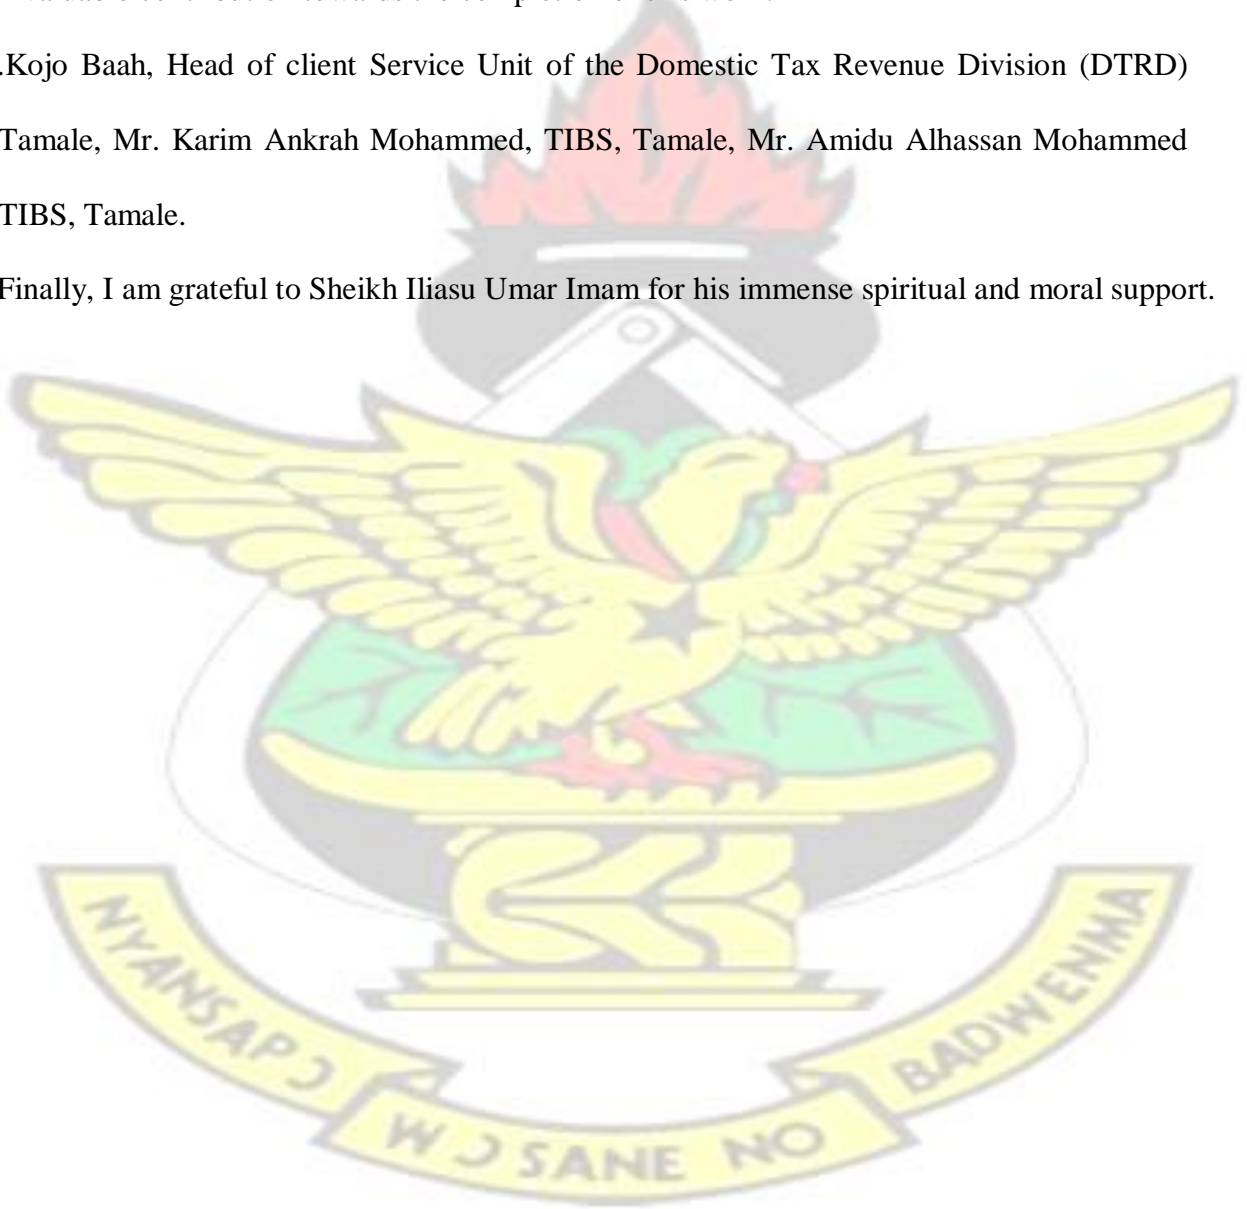 .Kojo Baah, Head of client Service Unit of the Domestic Tax Revenue Division (DTRD)
Tamale, Mr. Karim Ankrah Mohammed, TIBS, Tamale, Mr. Amidu Alhassan Mohammed
TIBS, Tamale.
Finally, I am grateful to Sheikh Iliasu Umar Imam for his immense spiritual and moral support.
NYANSAPƆ
WƆSANE NO
BADWENMA